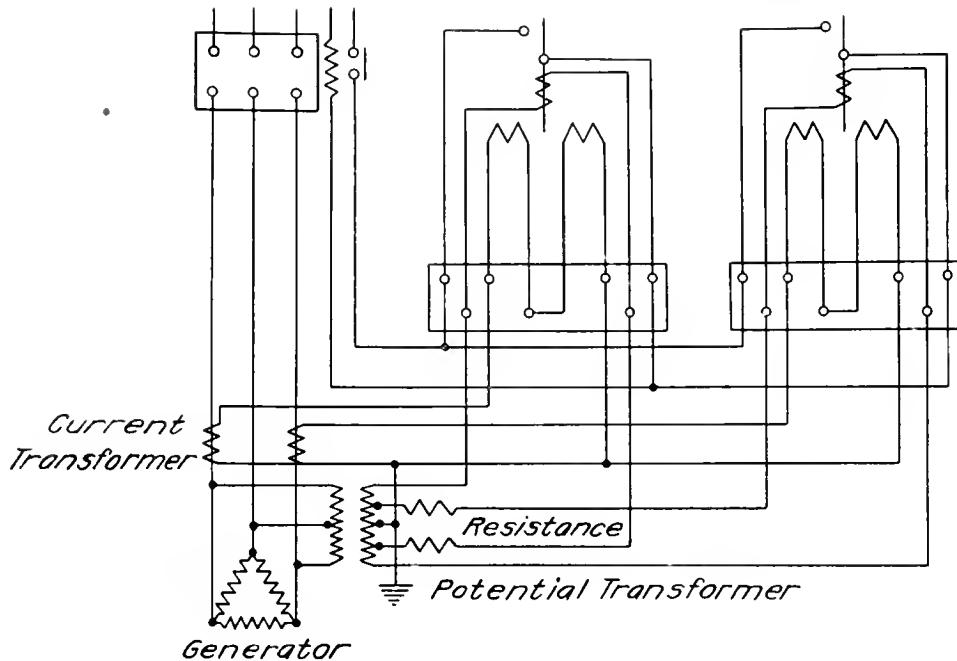 Current
Transformer
Resistance
Potential Transformer
Generator